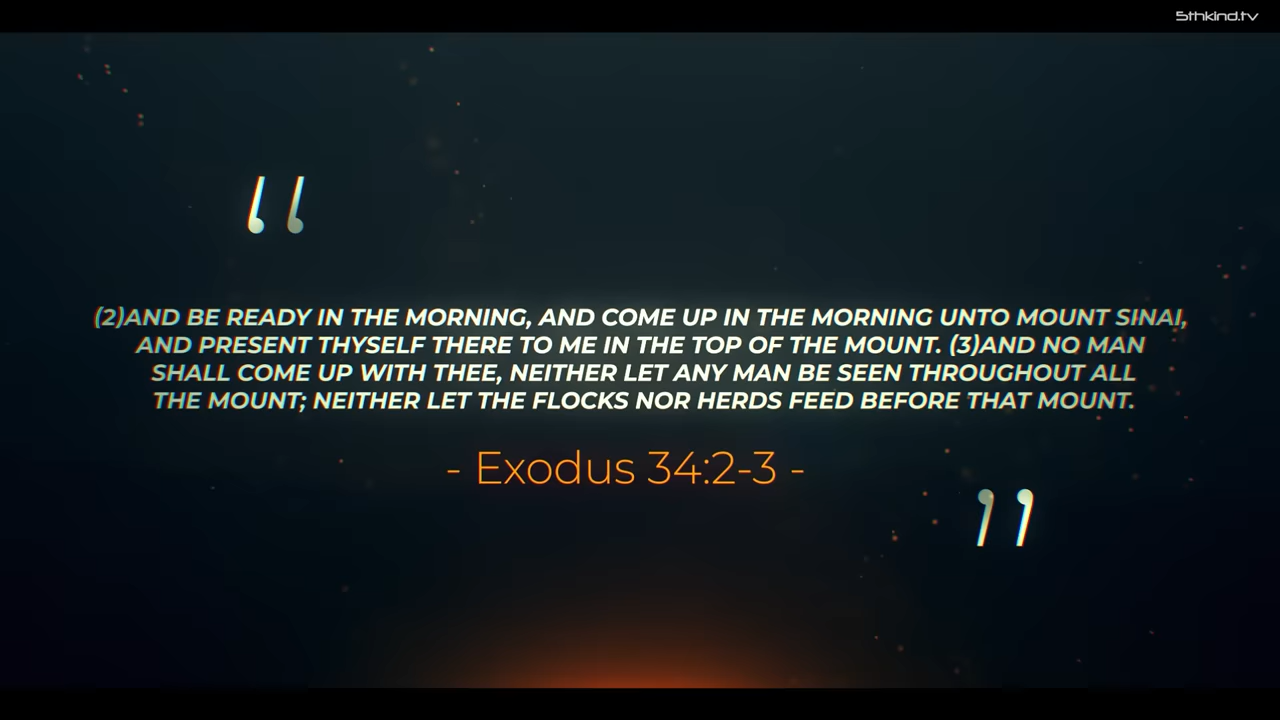 5thkind.tv
“
(2)AND BE READY IN THE MORNING, AND COME UP IN THE MORNING UNTO MOUNT SINAI,
AND PRESENT THYSELF THERE TO ME IN THE TOP OF THE MOUNT. (3)AND NO MAN
SHALL COME UP WITH THEE, NEITHER LET ANY MAN BE SEEN THROUGHOUT ALL
THE MOUNT; NEITHER LET THE FLOCKS NOR HERDS FEED BEFORE THAT MOUNT.
- Exodus 34:2-3 -
”